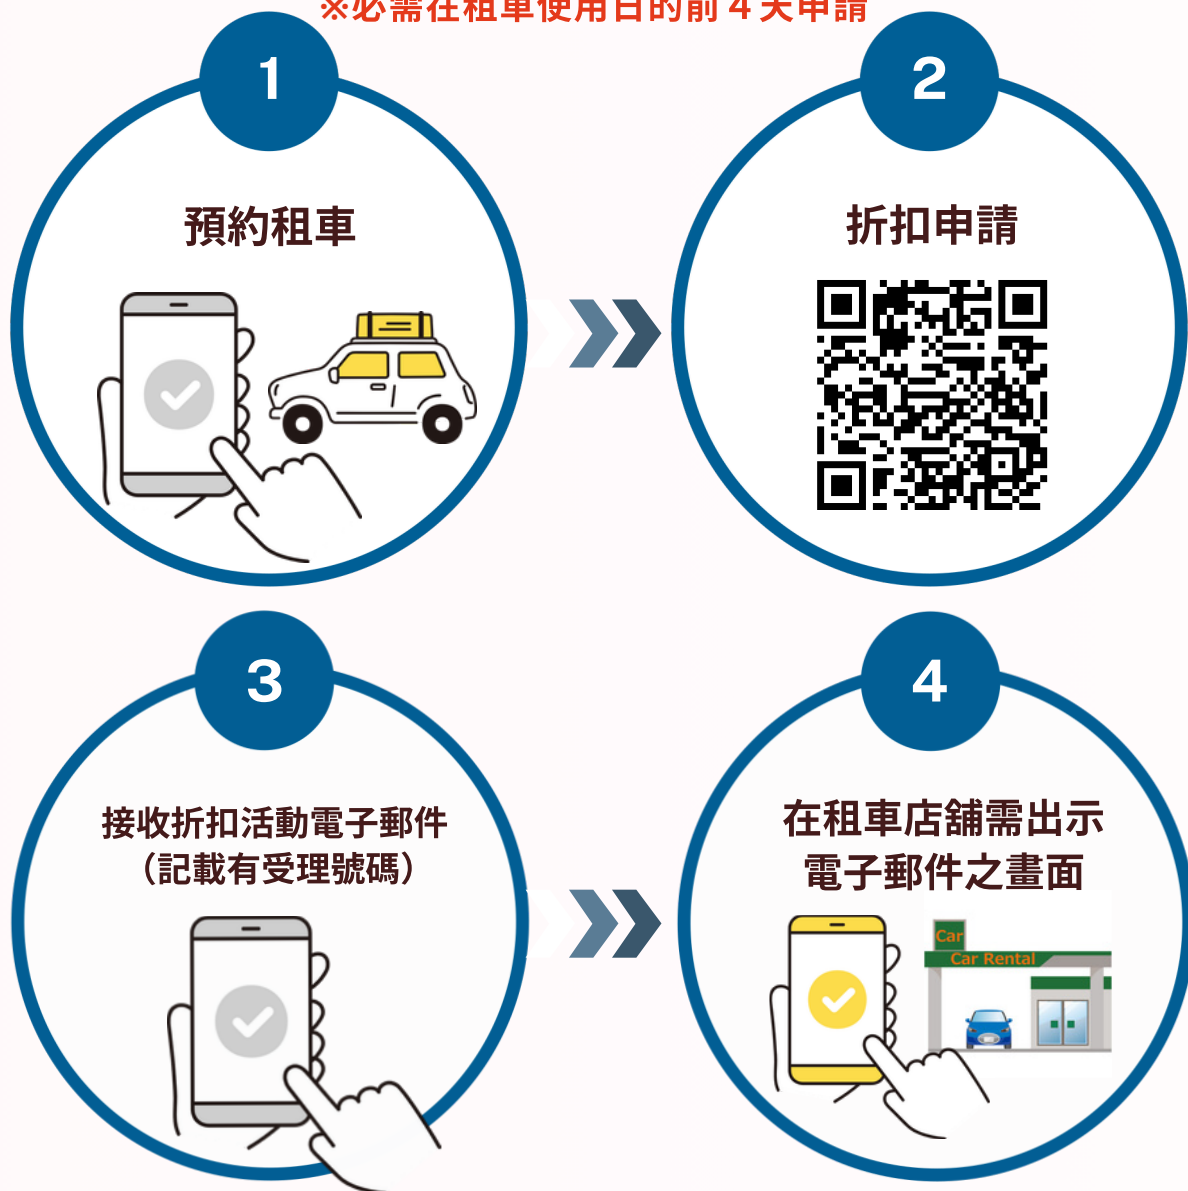 ※必需在租車使用日的前4天申請
1
預約租車
2
折扣申請
3
接收折扣活動電子郵件
（記載有受理號碼）
4
在租車店舖需出示
電子郵件之畫面
Car
Car Rental